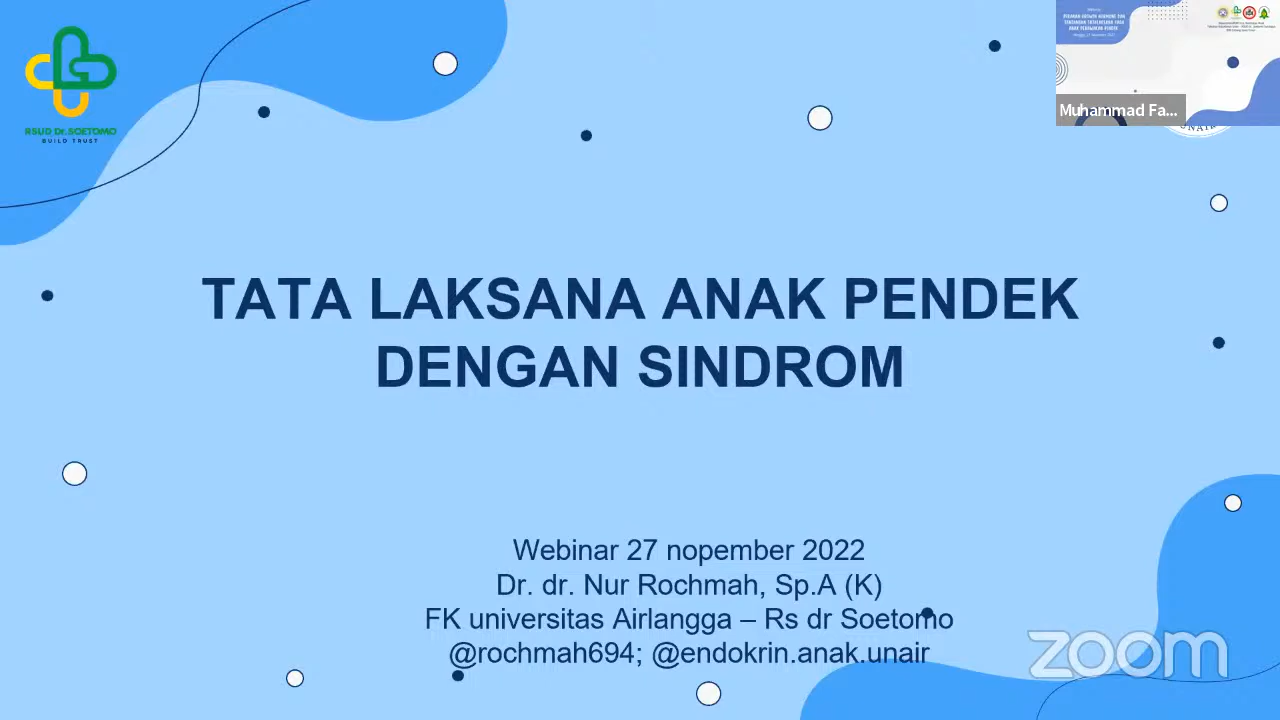 RSUD Dr.SOETOMO
BUILD TRUST
Muhammad Fa...
UNAIR
TATA LAKSANA ANAK PENDEK
DENGAN SINDROM
Webinar 27 nopember 2022
Dr. dr. Nur Rochmah, Sp.A (K)
FK universitas Airlangga – Rs dr Soetomo
@rochmah694; @endokrin.anak.unair
zoom